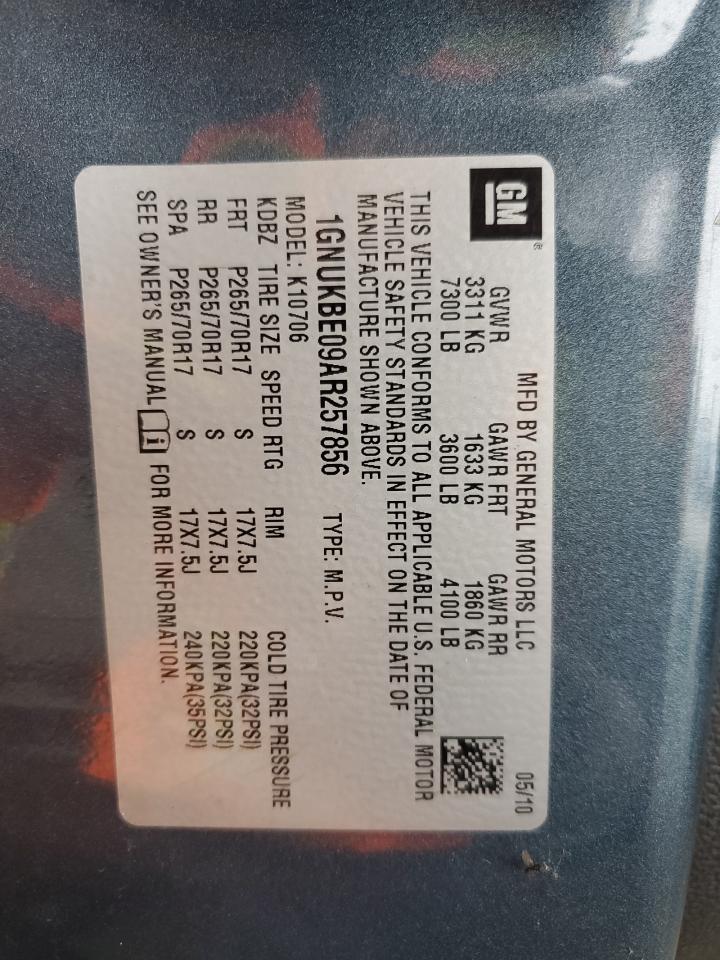 GM®
MFD BY GENERAL MOTORS LLC 05/10
GVWR GAWR FRT GAWR RR
3311 KG 1633 KG 1860 KG
7300 LB 3600 LB 4100 LB
THIS VEHICLE CONFORMS TO ALL APPLICABLE U.S. FEDERAL MOTOR
VEHICLE SAFETY STANDARDS IN EFFECT ON THE DATE OF
MANUFACTURE SHOWN ABOVE.
1GNUKBE09AR257856 TYPE: M.P.V.
MODEL: K10706
KDBZ TIRE SIZE SPEED RTG RIM COLD TIRE PRESSURE
FRT P265/70R17 S 17X7.5J 220KPA(32PSI)
RR P265/70R17 S 17X7.5J 220KPA(32PSI)
SPA P265/70R17 S 17X7.5J 240KPA(35PSI)
SEE OWNER'S MANUAL i FOR MORE INFORMATION.